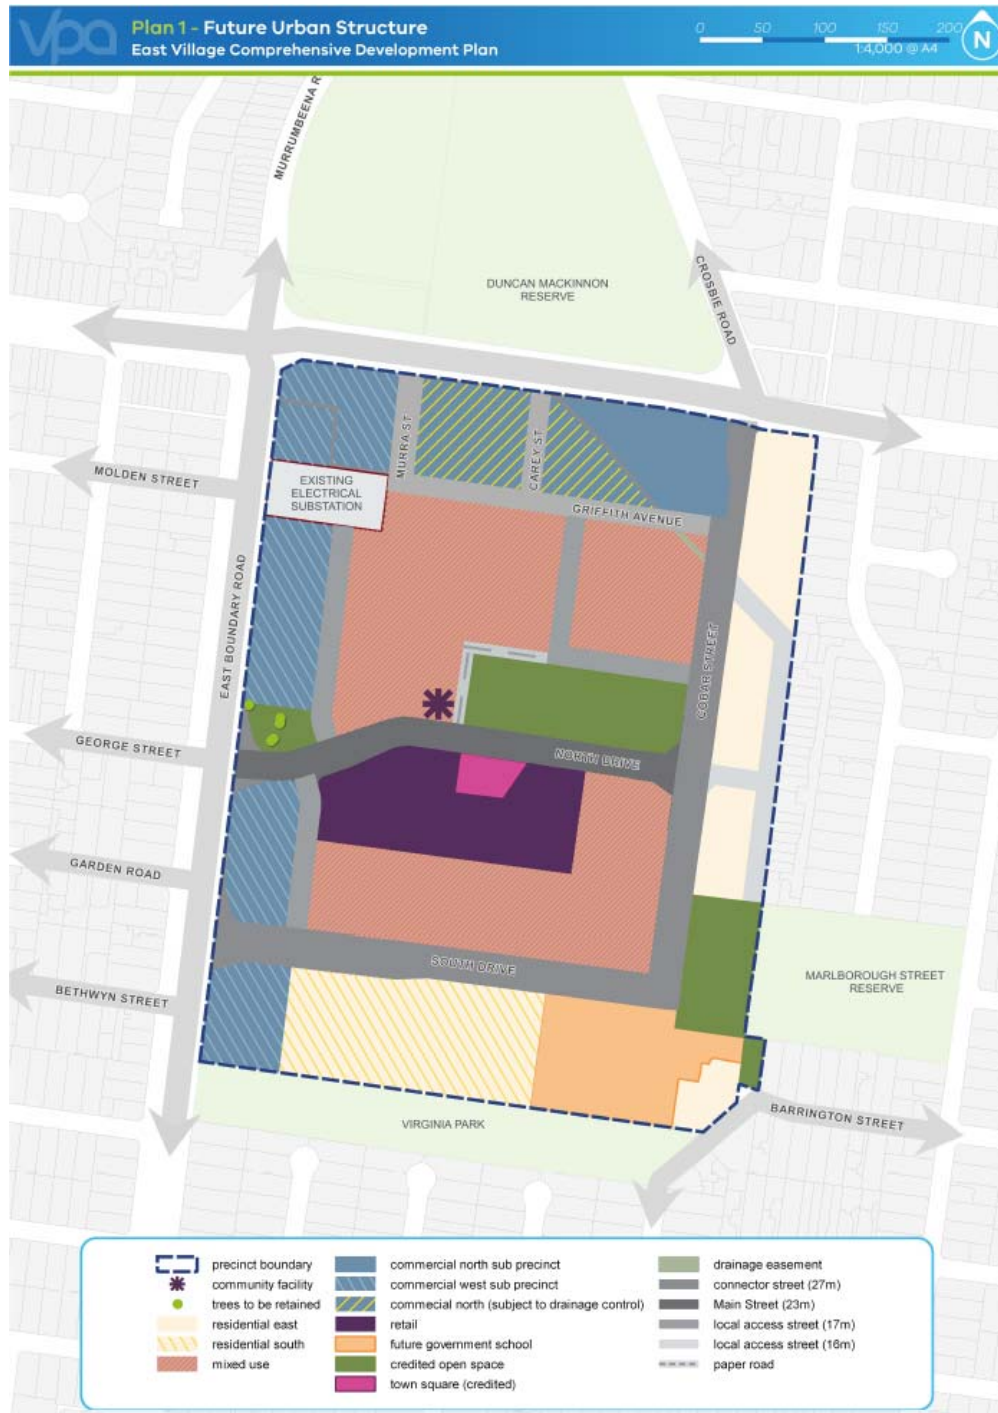 vpa
Plan 1 - Future Urban Structure
East Village Comprehensive Development Plan
0 50 100 150 200
1:4,000 @ A4
N
MURRUMBEENA R
DUNCAN MACKINNON
RESERVE
CROSBIE ROAD
MURRA ST
CAREY ST
MOLDEN STREET
EXISTING
ELECTRICAL
SUBSTATION
GRIFFITH AVENUE
EAST BOUNDARY ROAD
COBAR STREET
GEORGE STREET
NORTH DRIVE
GARDEN ROAD
SOUTH DRIVE
MARLBOROUGH STREET
RESERVE
BETHWYN STREET
BARRINGTON STREET
VIRGINIA PARK
precinct boundary
community facility
trees to be retained
residential east
residential south
mixed use
commercial north sub precinct
commercial west sub precinct
commecial north (subject to drainage control)
retail
future government school
credited open space
town square (credited)
drainage easement
connector street (27m)
Main Street (23m)
local access street (17m)
local access street (16m)
paper road